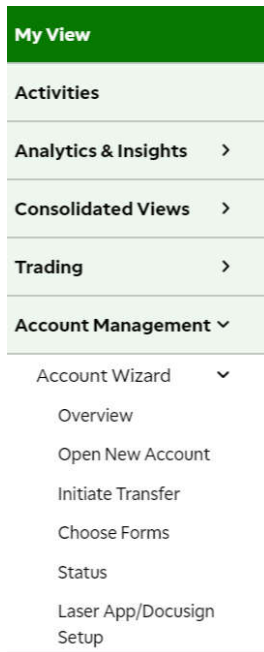 My View
Activities
Analytics & Insights
Consolidated Views
Trading
Account Management
Account Wizard
Overview
Open New Account
Initiate Transfer
Choose Forms
Status
Laser App/Docusign
Setup